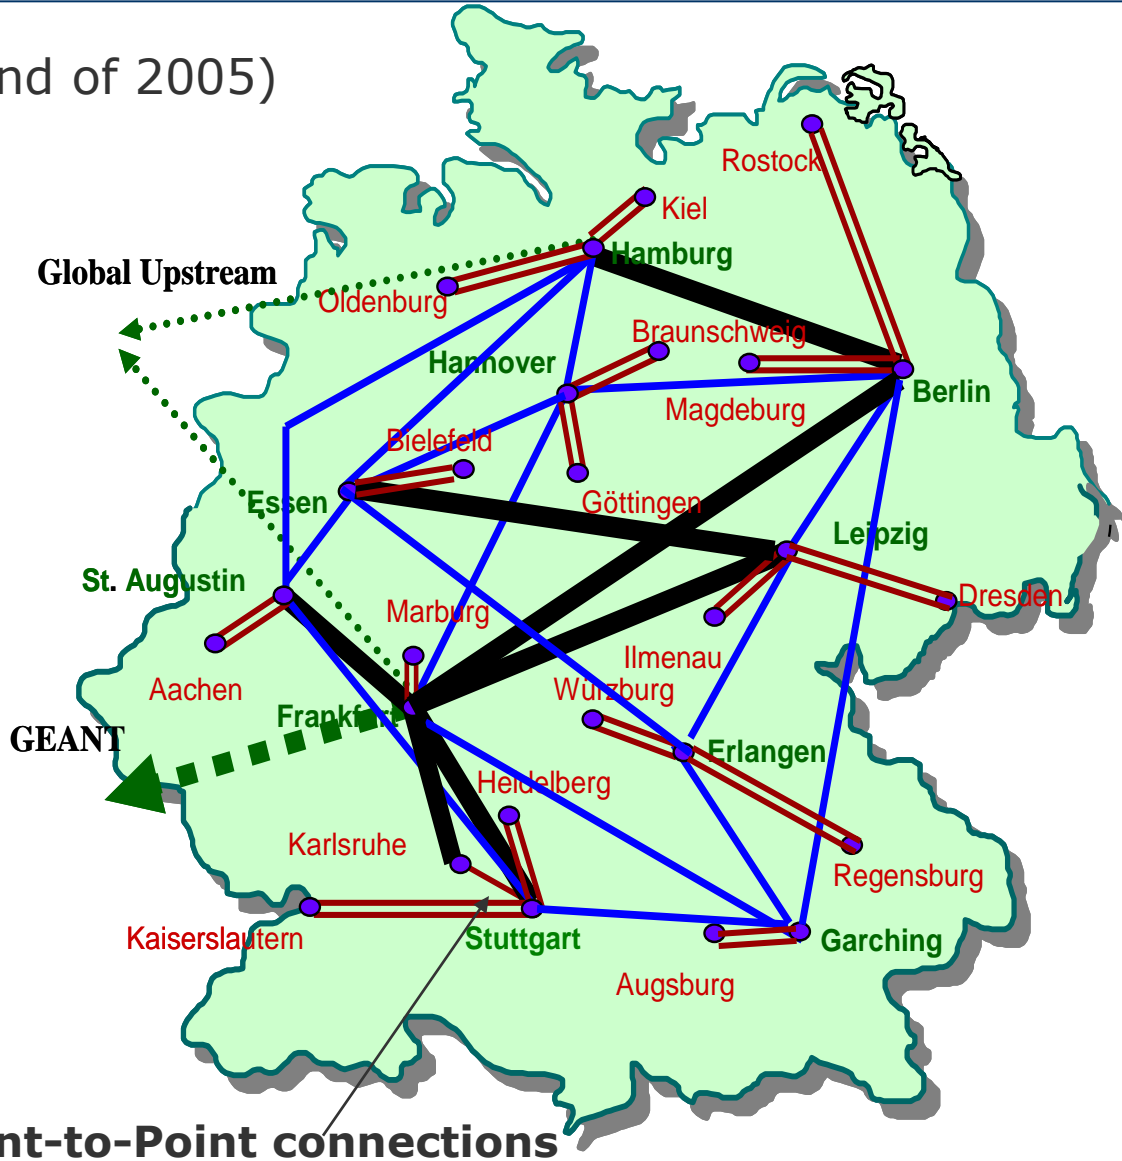 nd of 2005)
Rostock
Kiel
Hamburg
Global Upstream
Oldenburg
Braunschweig
Hannover
Berlin
Magdeburg
Bielefeld
Essen
Göttingen
Leipzig
St. Augustin
Dresden
Marburg
Ilmenau
Aachen
Würzburg
Frankfurt
GEANT
Erlangen
Heidelberg
Karlsruhe
Regensburg
Kaiserslautern
Stuttgart
Garching
Augsburg
nt-to-Point connections